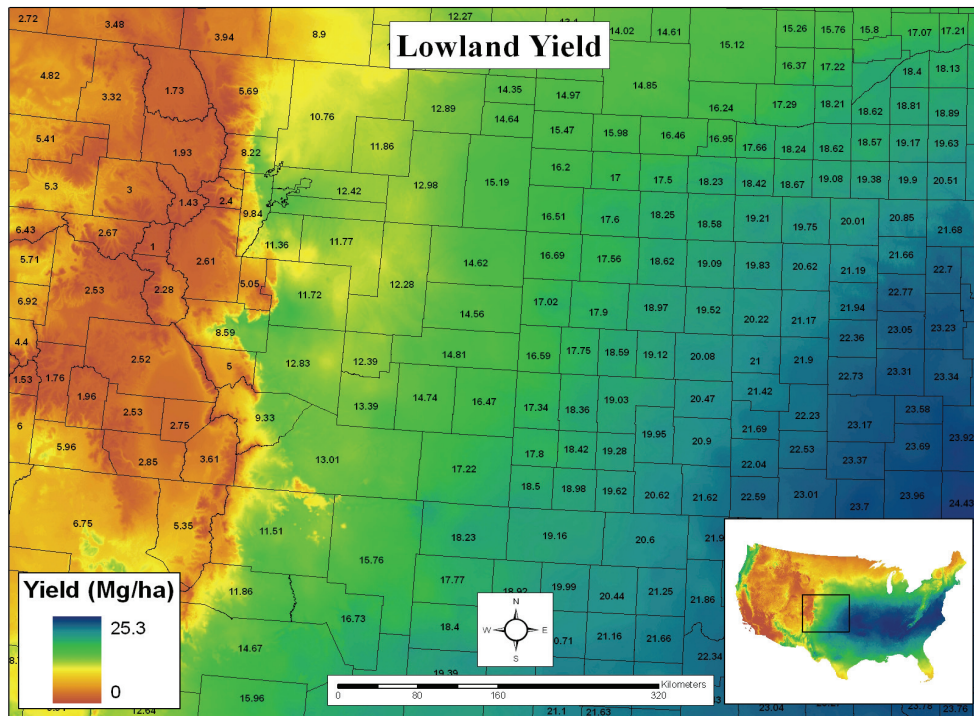 Lowland Yield
2.72 3.48 3.94 8.9 12.27 14.02 14.61 15.12 15.26 15.76 15.8 17.07 17.21
4.82 3.32 1.73 5.69 10.76 12.89 14.35 14.97 14.85 16.37 17.22 18.4 18.13
14.64 16.24 17.29 18.21 18.62 18.81 18.89
5.41 1.93 8.22 11.86 15.47 15.98 16.46 16.95 17.66 18.24 18.62 18.57 19.17 19.63
5.3 3 1.43 2.4 12.42 12.98 15.19 16.2 17 17.5 18.23 18.42 18.67 19.08 19.38 19.9 20.51
6.43 2.67 9.84 16.51 17.6 18.25 18.58 19.21 19.75 20.01 20.85 21.68
5.71 1 2.61 11.36 11.77 14.62 16.69 17.56 18.62 19.09 19.83 20.62 21.19 21.66 22.7
6.92 2.53 2.28 5.05 11.72 12.28 14.56 17.02 17.9 18.97 19.52 20.22 21.17 21.94 22.77
4.4 8.59 22.36 23.05 23.23
1.53 1.76 2.52 5 12.83 12.39 14.81 16.59 17.75 18.59 19.12 20.08 21 21.9 22.73 23.31 23.34
1.96 13.39 14.74 16.47 17.34 18.36 19.03 20.47 21.42
6 2.53 2.75 9.33 19.95 20.9 21.69 22.23 23.17 23.58 23.92
5.96 2.85 3.61 13.01 17.22 17.8 18.42 19.28 22.04 22.53 23.37 23.69
18.5 18.98 19.62 20.62 21.62 22.59 23.01 23.7 23.96 24.43
6.75 5.35 11.51 15.76 18.23 19.16 20.6
11.86 17.77 18.92 19.99 20.44 21.25 21.86
16.73 18.4 21.16 21.66 22.34
14.67 19.39
15.96 12.64 21.1 21.63 23.04 23.78 23.76
Yield (Mg/ha)
25.3
0
N
W E
S
Kilometers
0 80 160 320